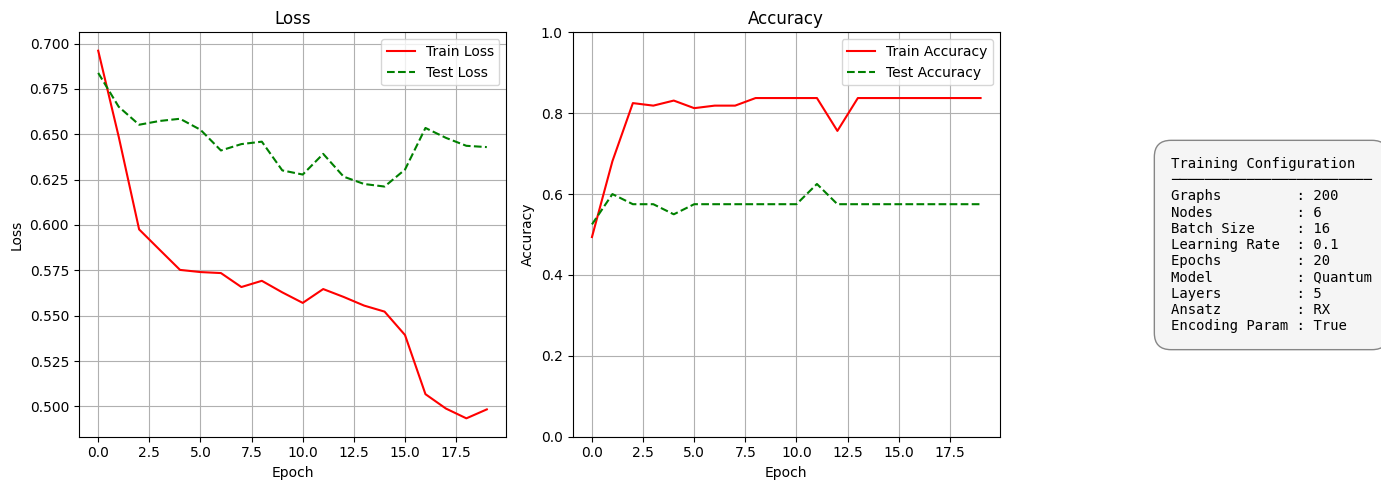 Loss
0.700
0.675
0.650
0.625
0.600
0.575
0.550
0.525
0.500
Loss
0.0 2.5 5.0 7.5 10.0 12.5 15.0 17.5
Epoch
Train Loss
Test Loss
Accuracy
1.0
0.8
0.6
0.4
0.2
0.0
Accuracy
0.0 2.5 5.0 7.5 10.0 12.5 15.0 17.5
Epoch
Train Accuracy
Test Accuracy
Training Configuration
Graphs : 200
Nodes : 6
Batch Size : 16
Learning Rate : 0.1
Epochs : 20
Model : Quantum
Layers : 5
Ansatz : RX
Encoding Param : True